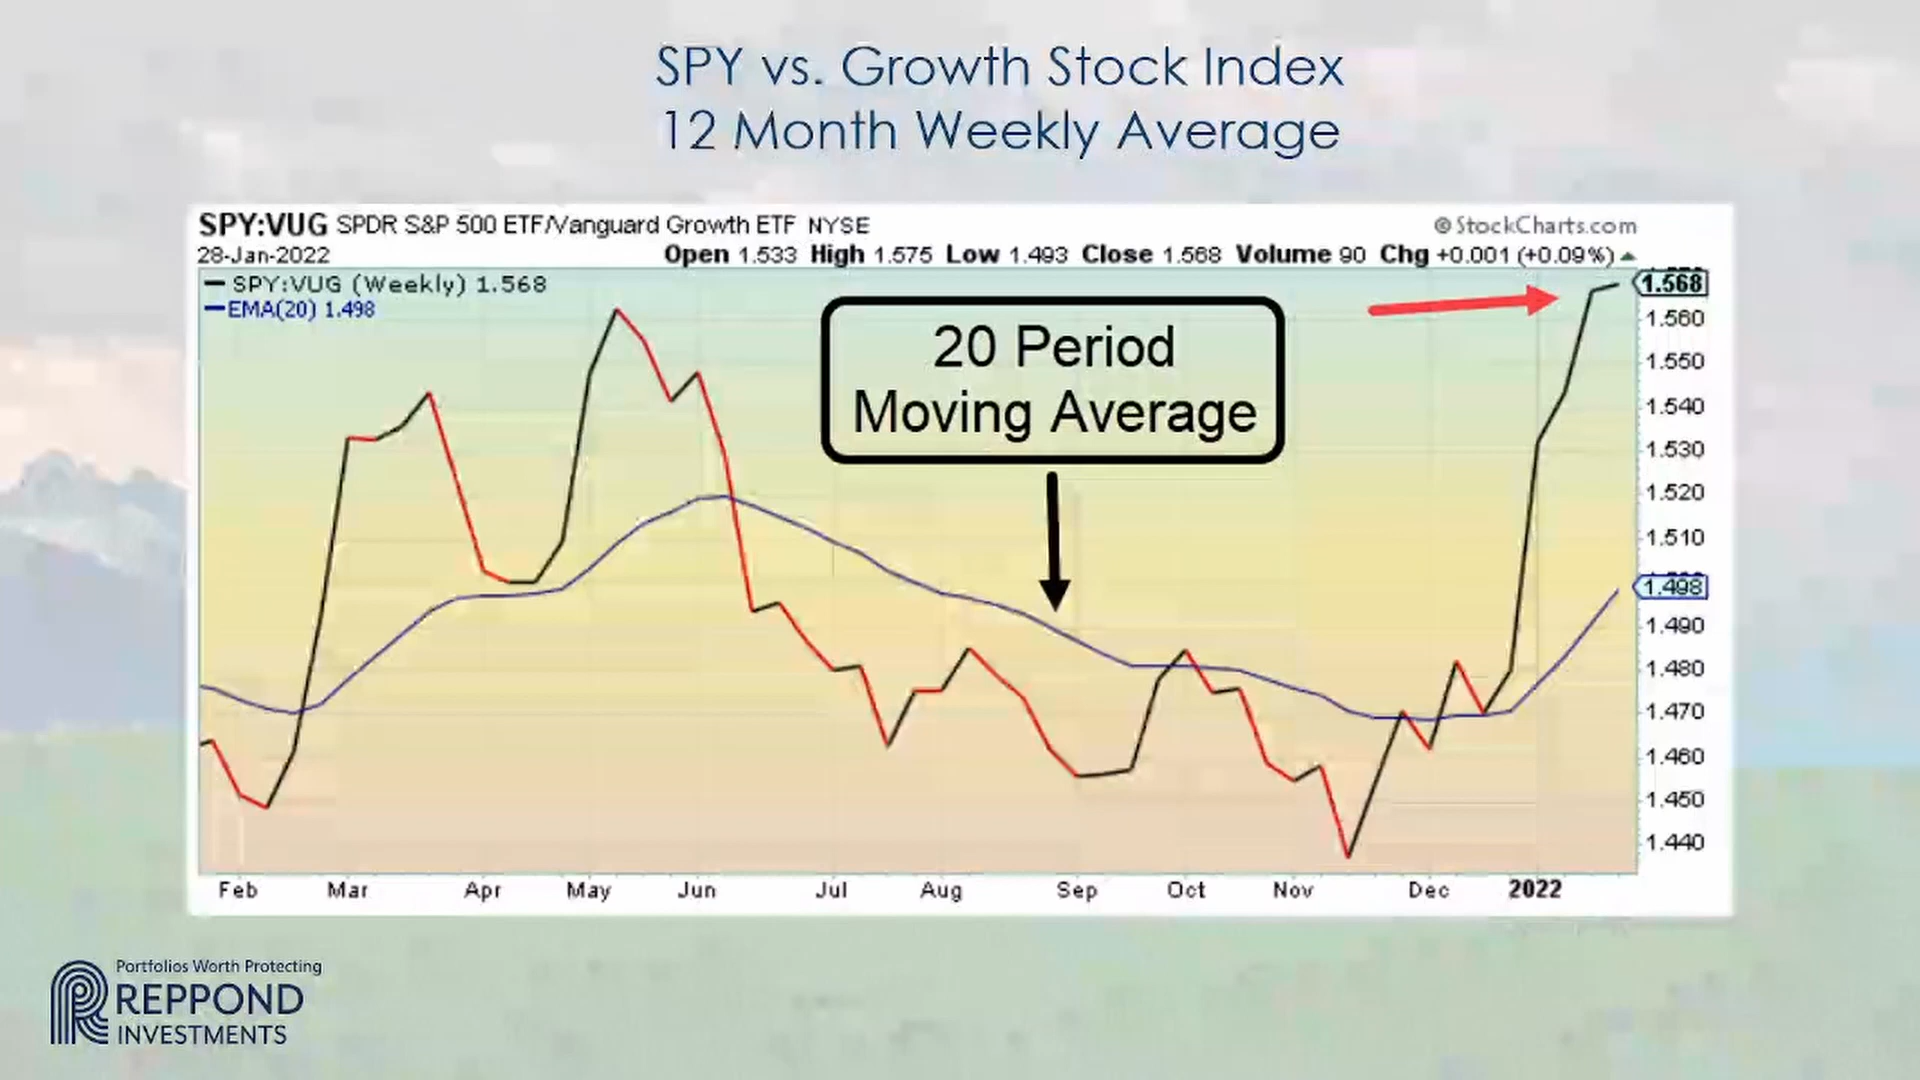 SPY vs. Growth Stock Index
12 Month Weekly Average
SPY:VUG SPDR S&P 500 ETF/Vanguard Growth ETF NYSE
© StockCharts.com
28-Jan-2022
Open 1.533 High 1.575 Low 1.493 Close 1.568 Volume 90 Chg +0.001 (+0.09%)
SPY:VUG (Weekly) 1.568
EMA(20) 1.498
20 Period
Moving Average
1.568
1.560
1.550
1.540
1.530
1.520
1.510
1.498
1.490
1.480
1.470
1.460
1.450
1.440
Feb Mar Apr May Jun Jul Aug Sep Oct Nov Dec 2022
Portfolios Worth Protecting
REPPOND
INVESTMENTS